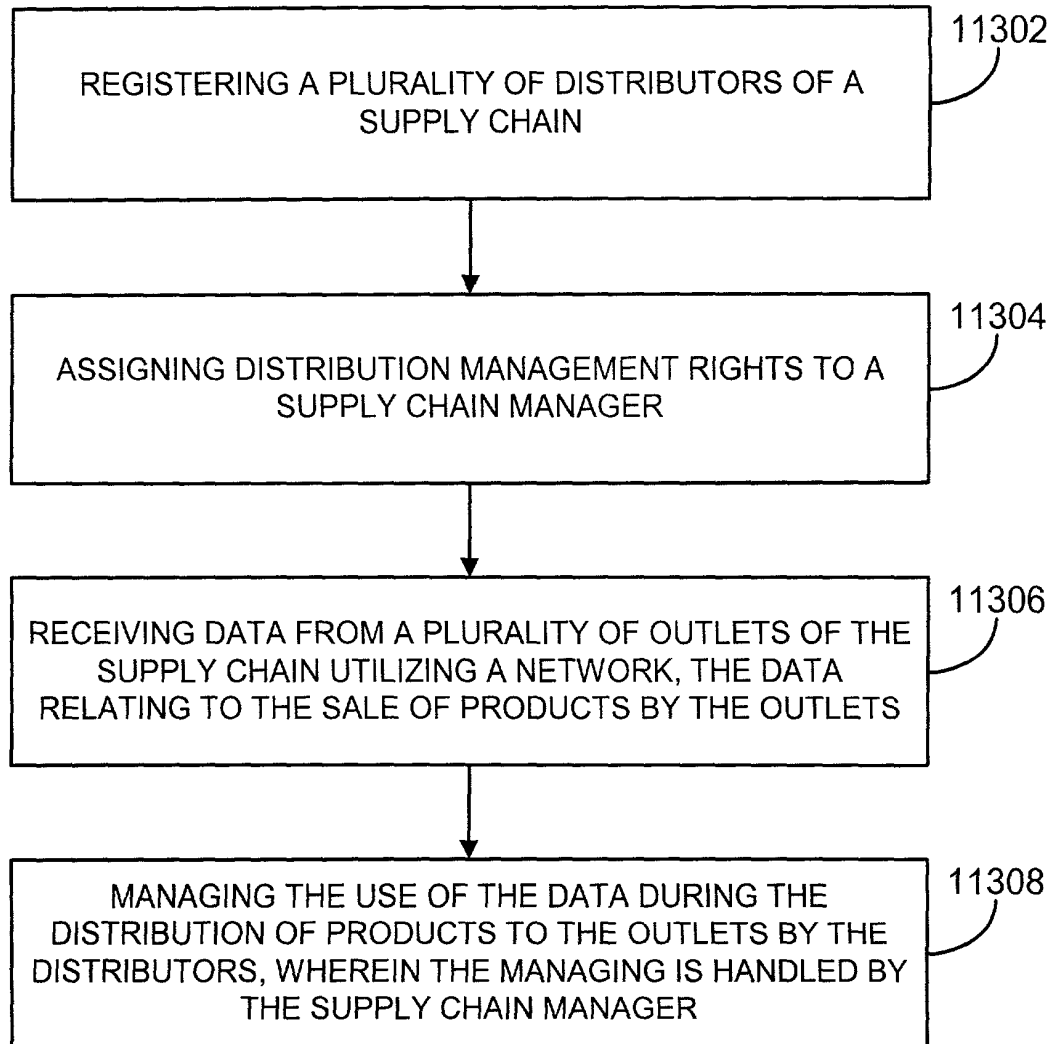 11302
REGISTERING A PLURALITY OF DISTRIBUTORS OF A
SUPPLY CHAIN
11304
ASSIGNING DISTRIBUTION MANAGEMENT RIGHTS TO A
SUPPLY CHAIN MANAGER
11306
RECEIVING DATA FROM A PLURALITY OF OUTLETS OF THE
SUPPLY CHAIN UTILIZING A NETWORK, THE DATA
RELATING TO THE SALE OF PRODUCTS BY THE OUTLETS
11308
MANAGING THE USE OF THE DATA DURING THE
DISTRIBUTION OF PRODUCTS TO THE OUTLETS BY THE
DISTRIBUTORS, WHEREIN THE MANAGING IS HANDLED BY
THE SUPPLY CHAIN MANAGER